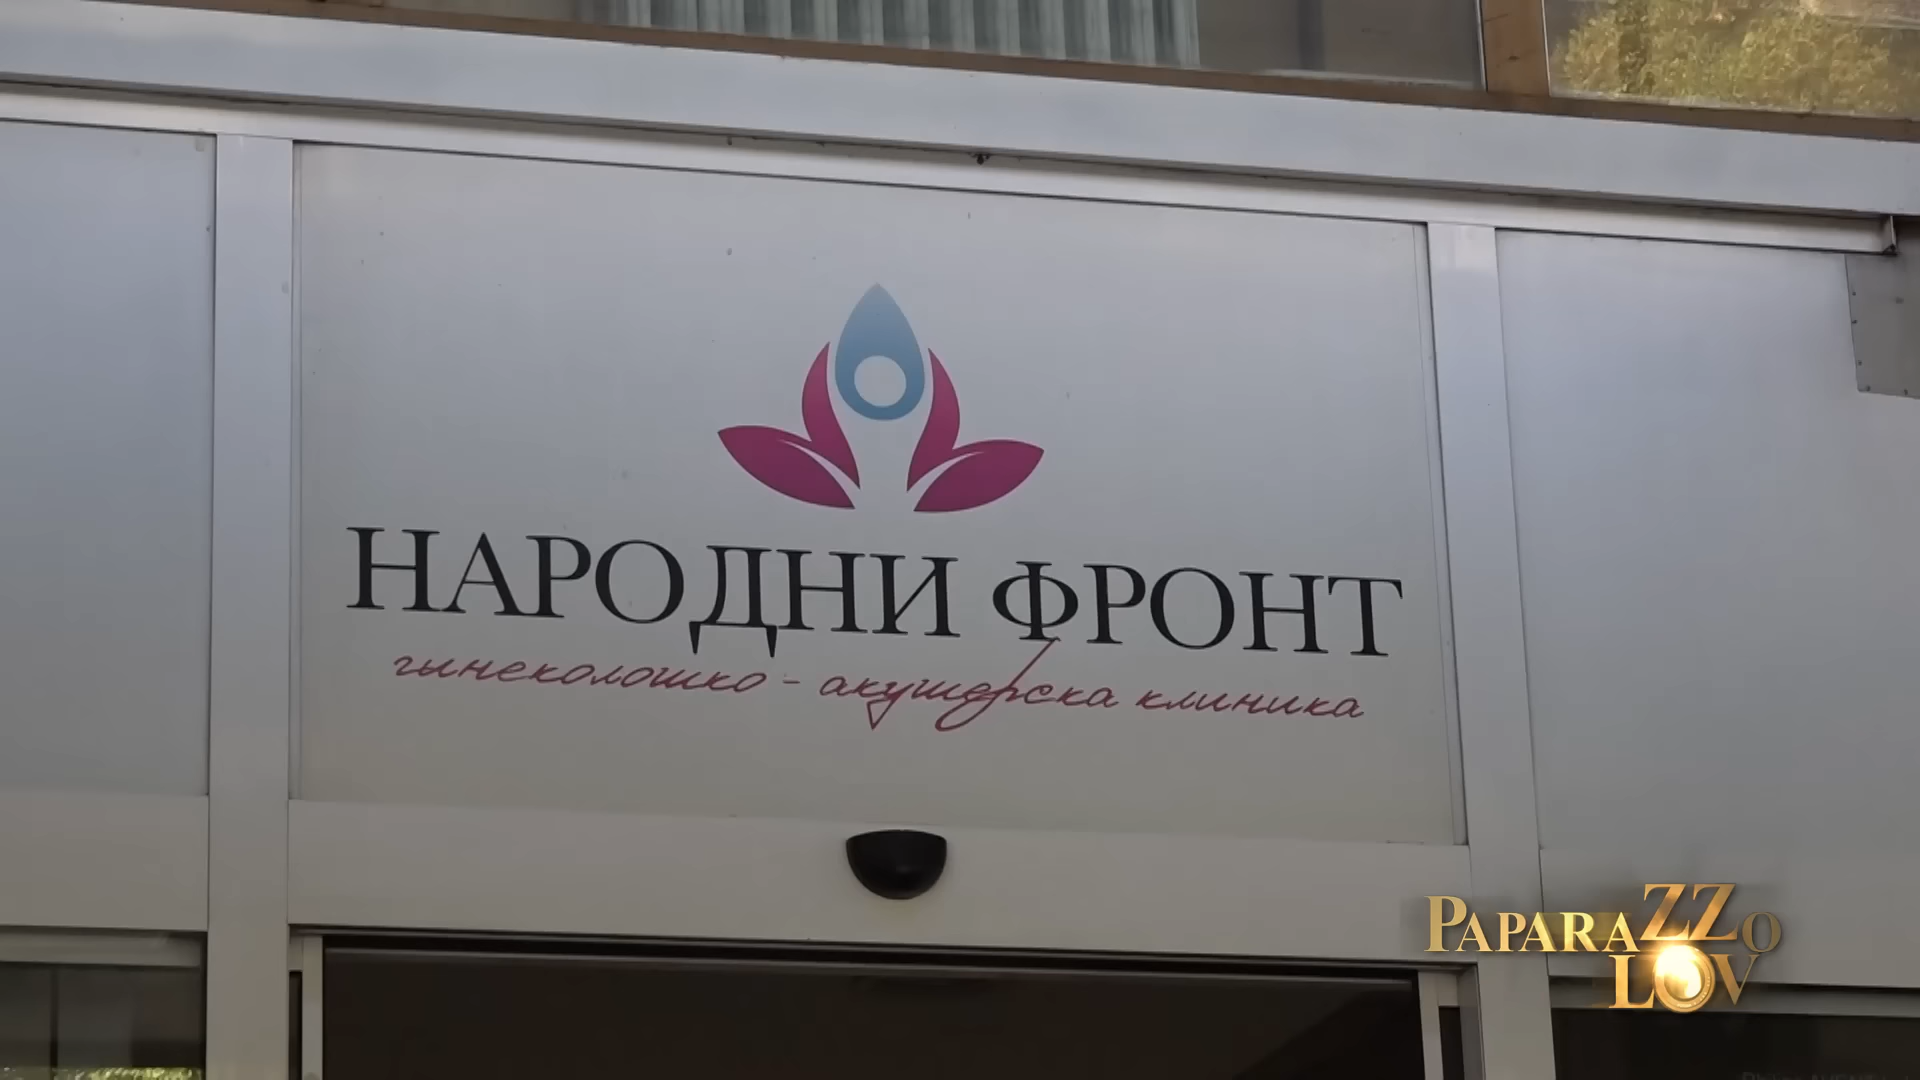 НАРОДНИ ФРОНТ
гинеколошко - акушерска клиника
PAPARAZZO
LOV